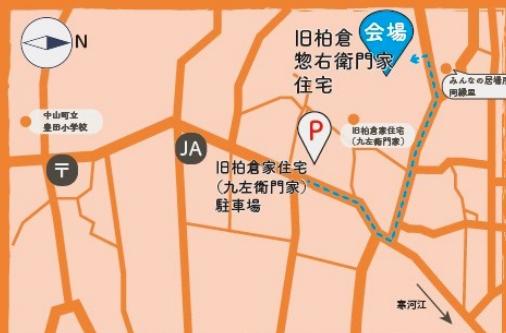 N
旧柏倉
惣右衛門家
住宅
会場
みんなの居場所
同縁里
中山町立
豊田小学校
〒
JA
P
旧柏倉家住宅
(九左衛門家)
旧柏倉家住宅
(九左衛門家)
駐車場
寒河江